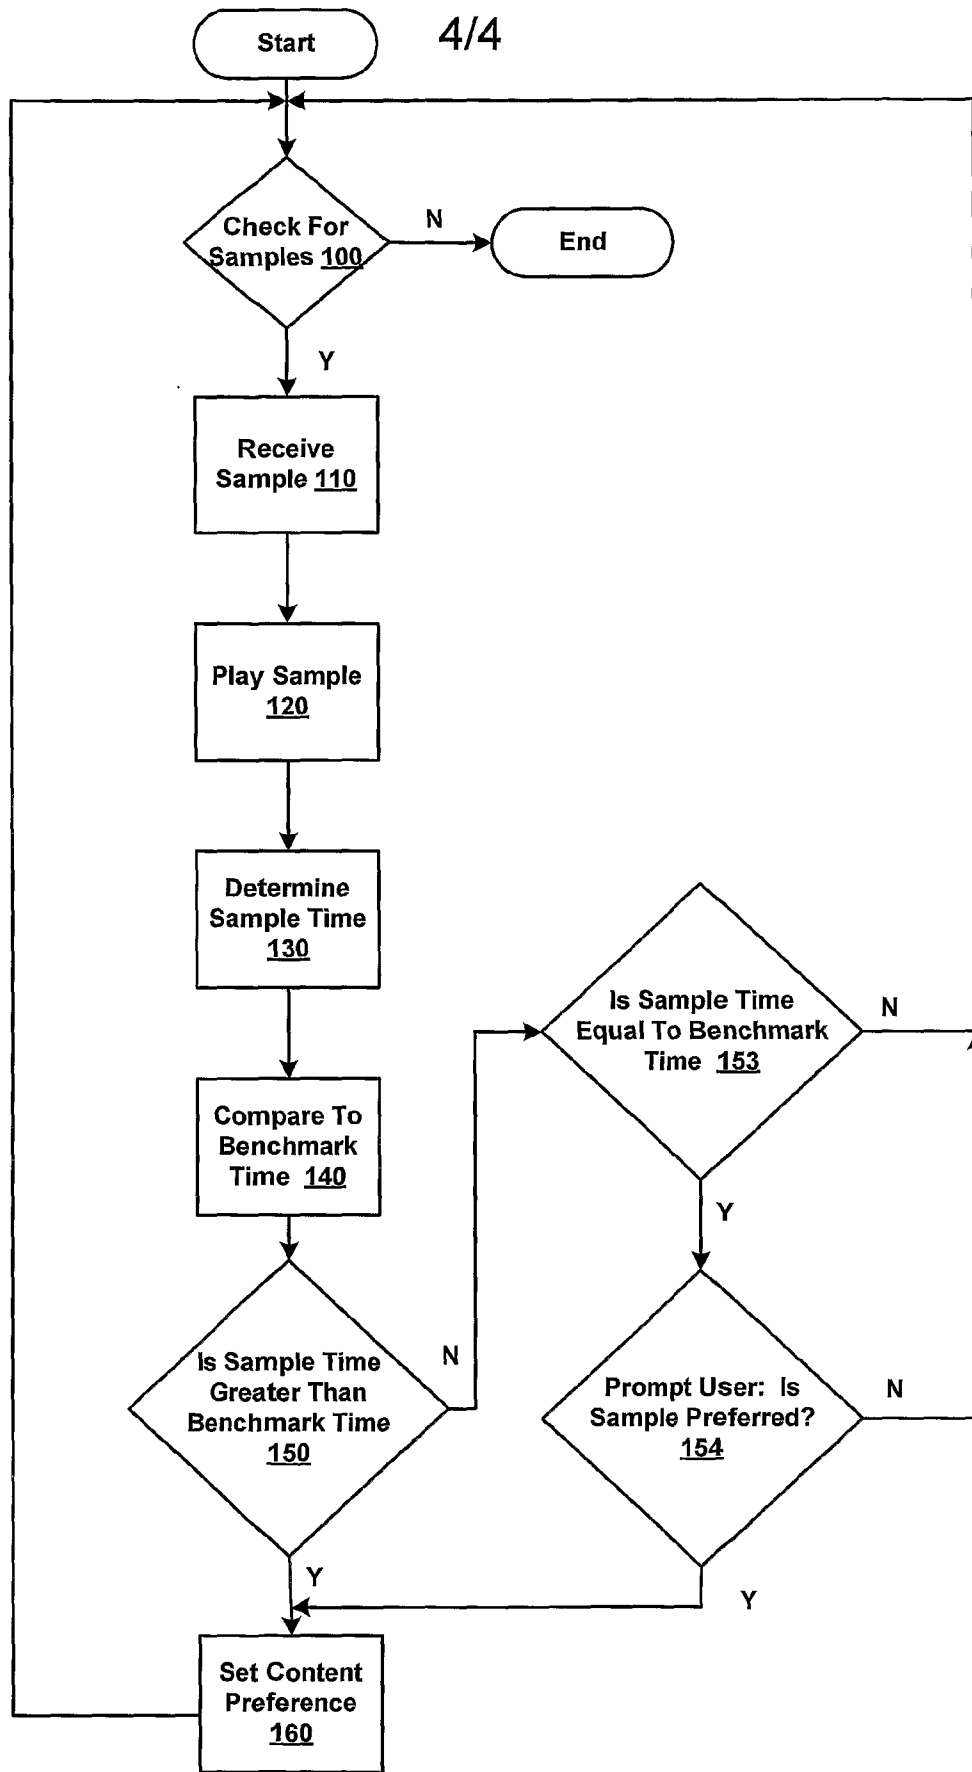 Start
4/4
Check For
Samples 100
N
End
Y
Receive
Sample 110
Play Sample
120
Determine
Sample Time
130
Is Sample Time
Equal To Benchmark
Time 153
N
Compare To
Benchmark
Time 140
Y
Is Sample Time
Greater Than
Benchmark Time
150
N
Prompt User: Is
Sample Preferred?
154
N
Y
Y
Set Content
Preference
160